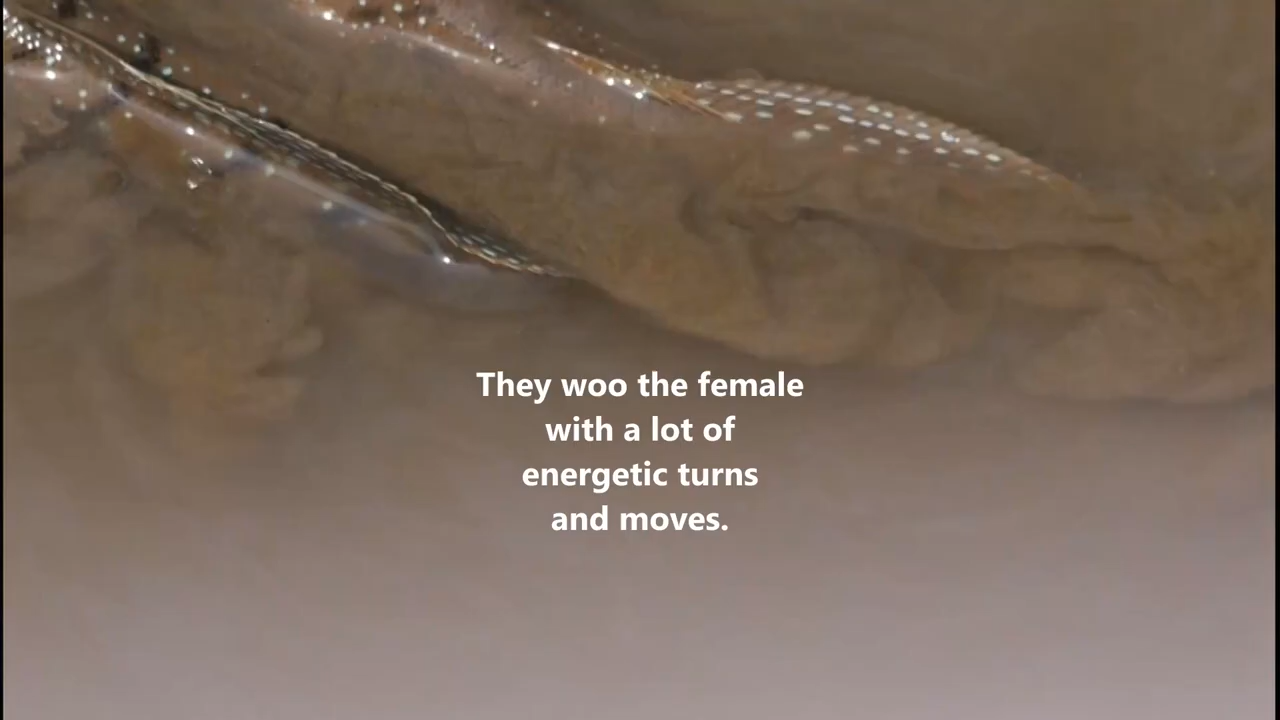 They woo the female
with a lot of
energetic turns
and moves.